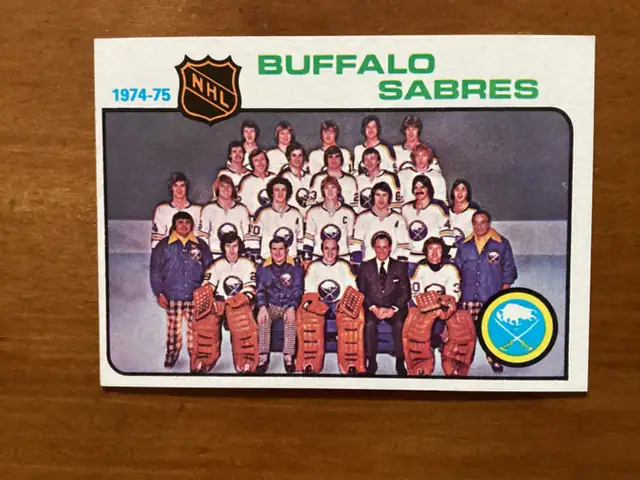 1974-75
NHL
BUFFALO
SABRES